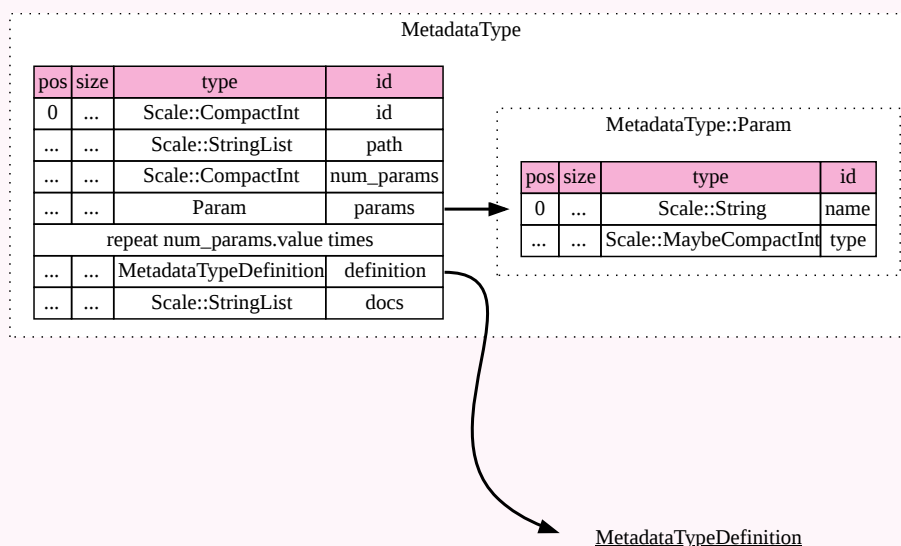 MetadataType
pos size type id
0 ... Scale::CompactInt id
... ... Scale::StringList path
... ... Scale::CompactInt num_params
... ... Param params
repeat num_params.value times
... ... MetadataTypeDefinition definition
... ... Scale::StringList docs
MetadataType::Param
pos size type id
0 ... Scale::String name
... ... Scale::MaybeCompactInt type
MetadataTypeDefinition